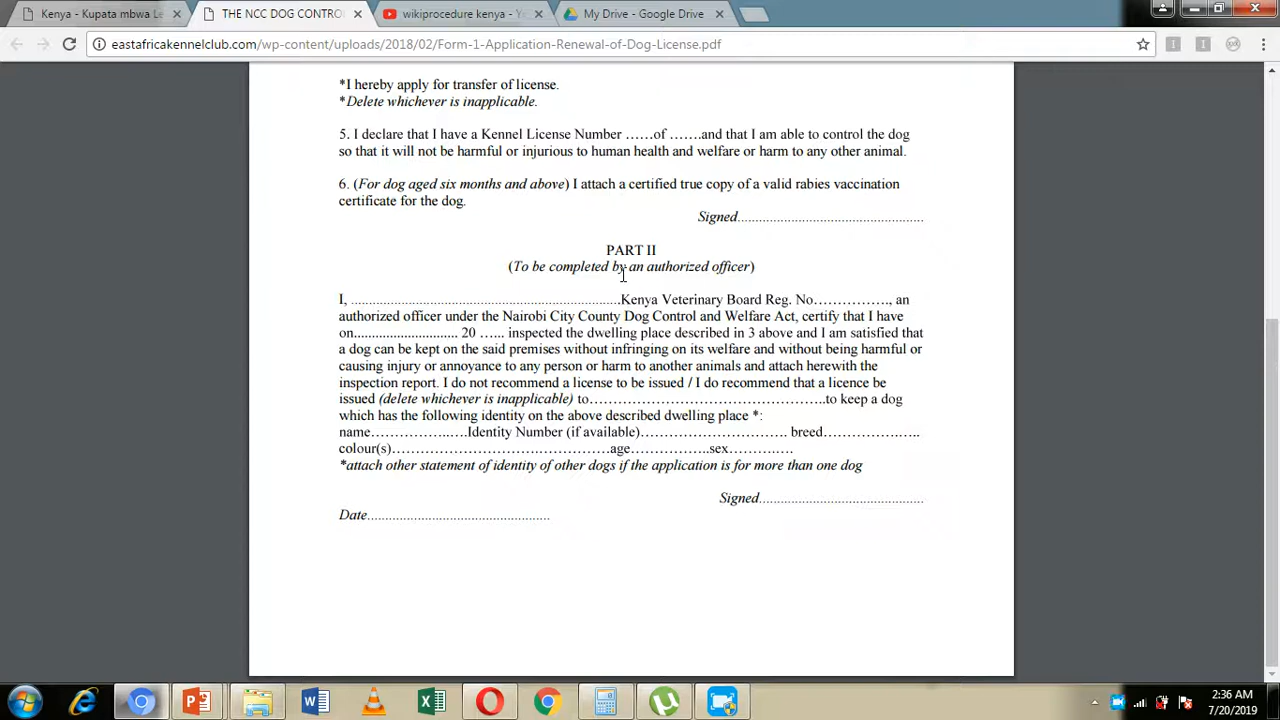 Kenya - Kupata mbwa Le
THE NCC DOG CONTRO
wikiprocedure kenya - Yo
My Drive - Google Drive
eastafricakennelclub.com/wp-content/uploads/2018/02/Form-1-Application-Renewal-of-Dog-License.pdf
*I hereby apply for transfer of license.
*Delete whichever is inapplicable.
5. I declare that I have a Kennel License Number ……of …….and that I am able to control the dog
so that it will not be harmful or injurious to human health and welfare or harm to any other animal.
6. (For dog aged six months and above) I attach a certified true copy of a valid rabies vaccination
certificate for the dog.
Signed...................................................
PART II
(To be completed by an authorized officer)
I, ..........................................................................Kenya Veterinary Board Reg. No……………, an
authorized officer under the Nairobi City County Dog Control and Welfare Act, certify that I have
on............................ 20 …... inspected the dwelling place described in 3 above and I am satisfied that
a dog can be kept on the said premises without infringing on its welfare and without being harmful or
causing injury or annoyance to any person or harm to another animals and attach herewith the
inspection report. I do not recommend a license to be issued / I do recommend that a licence be
issued (delete whichever is inapplicable) to………………………………………..to keep a dog
which has the following identity on the above described dwelling place *:
name……………..….Identity Number (if available)…………………………. breed……………….…..
colour(s)………………………….……………age……………..sex……….….
*attach other statement of identity of other dogs if the application is for more than one dog
Signed.............................................
Date..................................................
2:36 AM
7/20/2019